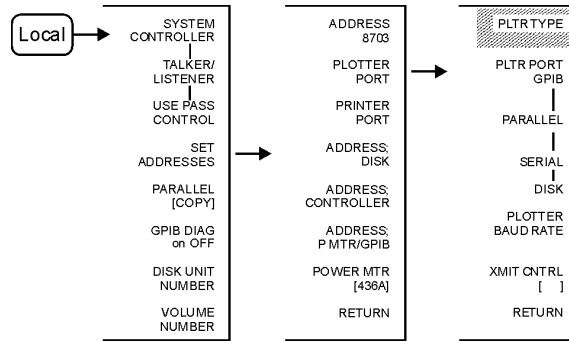 Local
SYSTEM
CONTROLLER
TALKER/
LISTENER
USE PASS
CONTROL
SET
ADDRESSES
PARALLEL
[COPY]
GPIB DIAG
on OFF
DISK UNIT
NUMBER
VOLUME
NUMBER
ADDRESS
8703
PLOTTER
PORT
PRINTER
PORT
ADDRESS;
DISK
ADDRESS;
CONTROLLER
ADDRESS;
P MTR/GPIB
POWER MTR
[436A]
RETURN
PLTR TYPE
PLTR PORT
GPIB
PARALLEL
SERIAL
DISK
PLOTTER
BAUD RATE
XMIT CNTRL
[ ]
RETURN